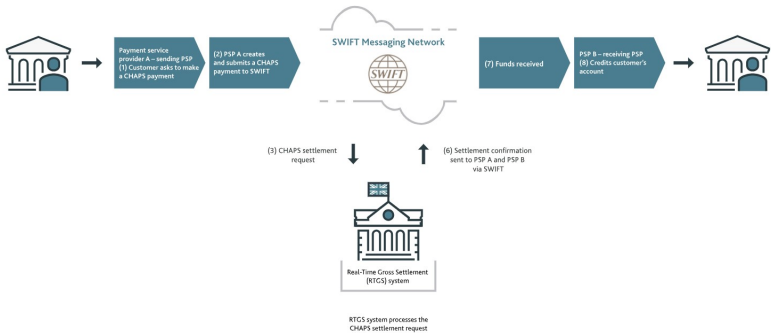 SWIFT Messaging Network
SWIFT
Payment service
provider A – sending PSP
(1) Customer asks to make
a CHAPS payment
(2) PSP A creates
and submits a CHAPS
payment to SWIFT
(7) Funds received
PSP B – receiving PSP
(8) Credits customer's
account
(3) CHAPS settlement
request
(6) Settlement confirmation
sent to PSP A and PSP B
via SWIFT
Real-Time Gross Settlement
(RTGS) system
RTGS system processes the
CHAPS settlement request